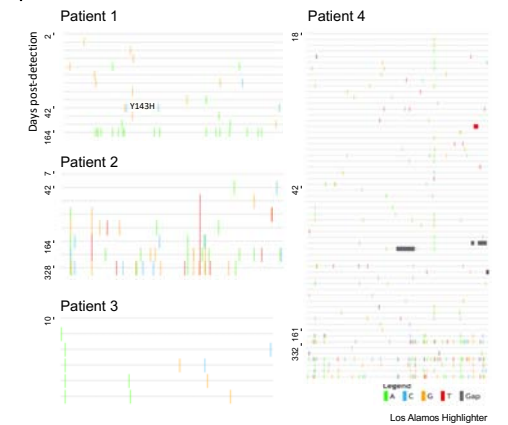 Patient 1
Days post-detection
2
42
164
Y143H
Patient 2
7
42
164
328
Patient 3
10
Patient 4
18
42
161
332
Legend
A C G T Gap
Los Alamos Highlighter